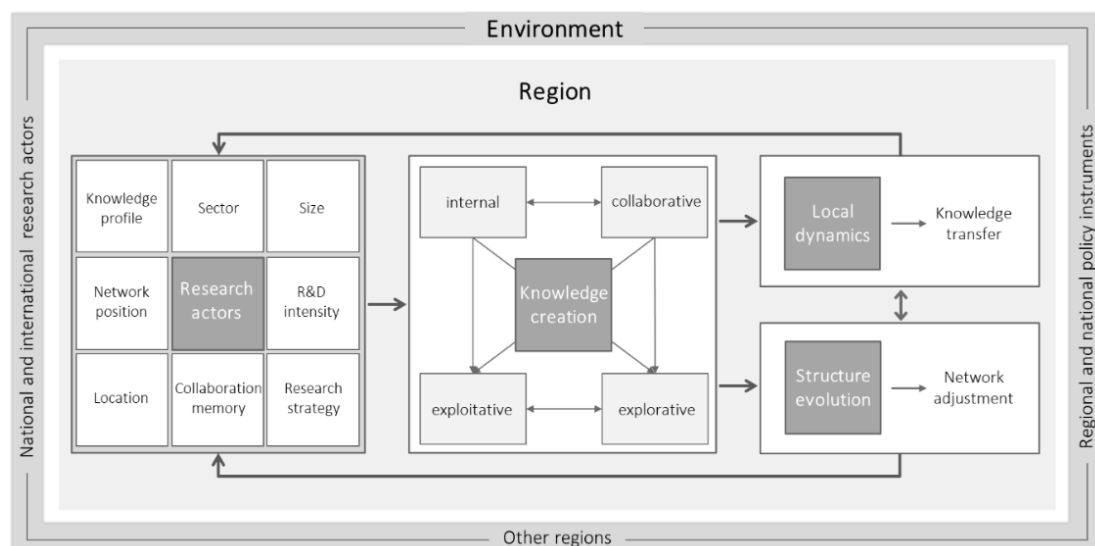 Environment
Region
National and international research actors
Regional and national policy instruments
Knowledge
profile
Sector
Size
Network
position
Research
actors
R&D
intensity
Location
Collaboration
memory
Research
strategy
internal
collaborative
Knowledge
creation
exploitative
explorative
Local
dynamics
Knowledge
transfer
Structure
evolution
Network
adjustment
Other regions